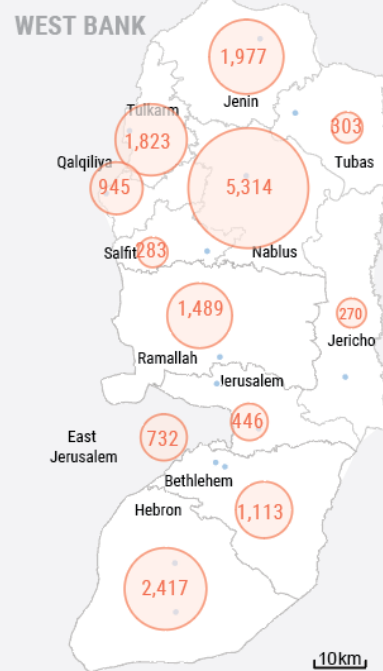 WEST BANK
1,977
Jenin
Tulkarm
1,823
303
Tubas
Qalqiliya
945
5,314
Nablus
Salfit
283
1,489
Ramallah
270
Jericho
Jerusalem
446
East
Jerusalem
732
Bethlehem
Hebron
1,113
2,417
10km